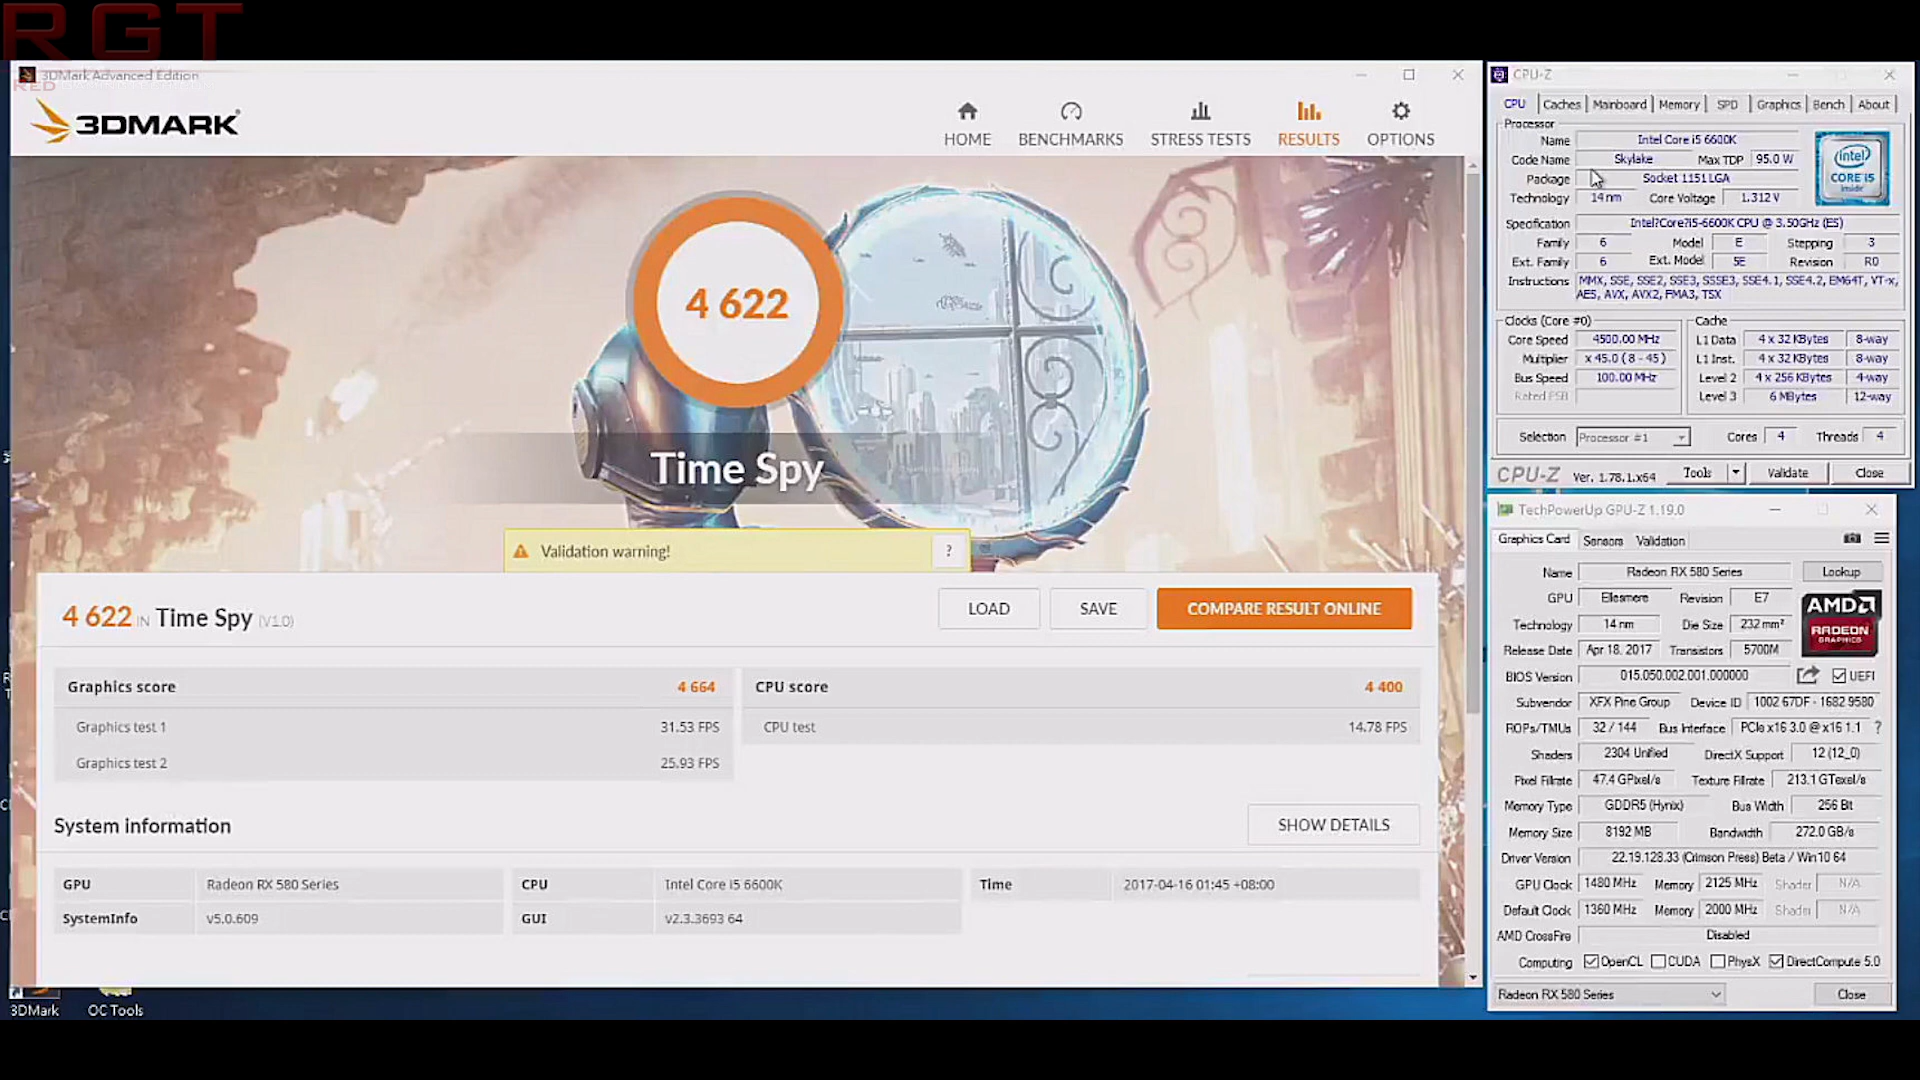 RGT
RED
3DMark Advanced Edition
3DMARK
HOME
BENCHMARKS
STRESS TESTS
RESULTS
OPTIONS
4 622
Time Spy
Validation warning!
?
4 622 IN Time Spy (V1.0)
LOAD
SAVE
COMPARE RESULT ONLINE
Graphics score 4 664
Graphics test 1 31.53 FPS
Graphics test 2 25.93 FPS
CPU score 4 400
CPU test 14.78 FPS
System information
SHOW DETAILS
GPU Radeon RX 580 Series
SystemInfo v5.0.609
CPU Intel Core i5 6600K
GUI v2.3.3693 64
Time 2017-04-16 01:45 +08:00
3DMark
OC Tools
CPU-Z
CPU Caches Mainboard Memory SPD Graphics Bench About
Processor
Name Intel Core i5 6600K
Code Name Skylake Max TDP 95.0 W
Package Socket 1151 LGA
Technology 14 nm Core Voltage 1.312 V
intel
CORE i5
inside
Specification Intel?Core?i5-6600K CPU @ 3.50GHz (ES)
Family 6 Model E Stepping 3
Ext. Family 6 Ext. Model 5E Revision R0
Instructions MMX, SSE, SSE2, SSE3, SSSE3, SSE4.1, SSE4.2, EM64T, VT-x,
AES, AVX, AVX2, FMA3, TSX
Clocks (Core #0)
Core Speed 4500.00 MHz
Multiplier x 45.0 ( 8 - 45 )
Bus Speed 100.00 MHz
Rated FSB
Cache
L1 Data 4 x 32 KBytes 8-way
L1 Inst. 4 x 32 KBytes 8-way
Level 2 4 x 256 KBytes 4-way
Level 3 6 MBytes 12-way
Selection Processor #1 Cores 4 Threads 4
CPU-Z Ver. 1.78.1.x64 Tools Validate Close
TechPowerUp GPU-Z 1.19.0
Graphics Card Sensors Validation
Name Radeon RX 580 Series Lookup
GPU Ellesmere Revision E7
Technology 14 nm Die Size 232 mm²
Release Date Apr 18, 2017 Transistors 5700M
AMD
RADEON
GRAPHICS
BIOS Version 015.050.002.001.000000 UEFI
Subvendor XFX Pine Group Device ID 1002 67DF - 1682 9580
ROPs/TMUs 32 / 144 Bus Interface PCIe x16 3.0 @ x16 1.1 ?
Shaders 2304 Unified DirectX Support 12 (12_0)
Pixel Fillrate 47.4 GPixel/s Texture Fillrate 213.1 GTexel/s
Memory Type GDDR5 (Hynix) Bus Width 256 Bit
Memory Size 8192 MB Bandwidth 272.0 GB/s
Driver Version 22.19.128.33 (Crimson Press) Beta / Win10 64
GPU Clock 1480 MHz Memory 2125 MHz Shader N/A
Default Clock 1360 MHz Memory 2000 MHz Shader N/A
AMD CrossFire Disabled
Computing OpenCL CUDA PhysX DirectCompute 5.0
Radeon RX 580 Series Close